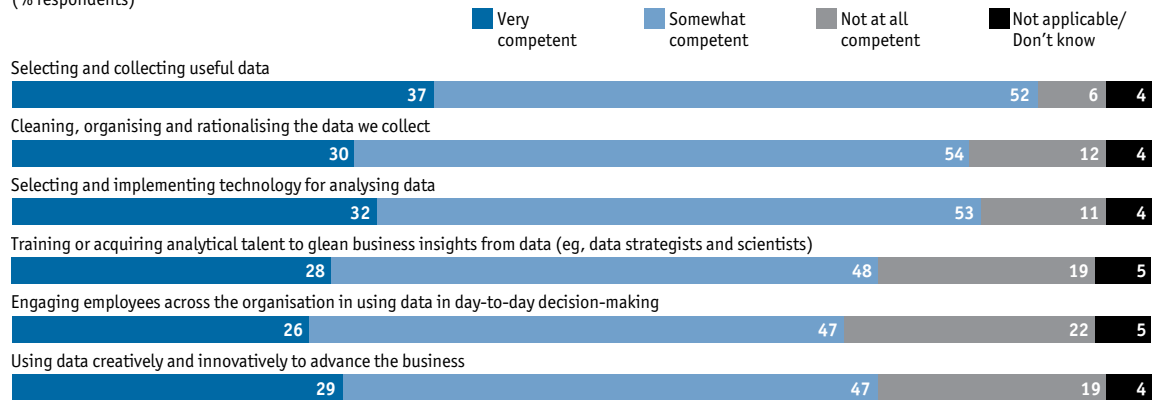 (% respondents)
Very competent
Somewhat competent
Not at all competent
Not applicable/ Don't know
Selecting and collecting useful data
37 52 6 4
Cleaning, organising and rationalising the data we collect
30 54 12 4
Selecting and implementing technology for analysing data
32 53 11 4
Training or acquiring analytical talent to glean business insights from data (eg, data strategists and scientists)
28 48 19 5
Engaging employees across the organisation in using data in day-to-day decision-making
26 47 22 5
Using data creatively and innovatively to advance the business
29 47 19 4